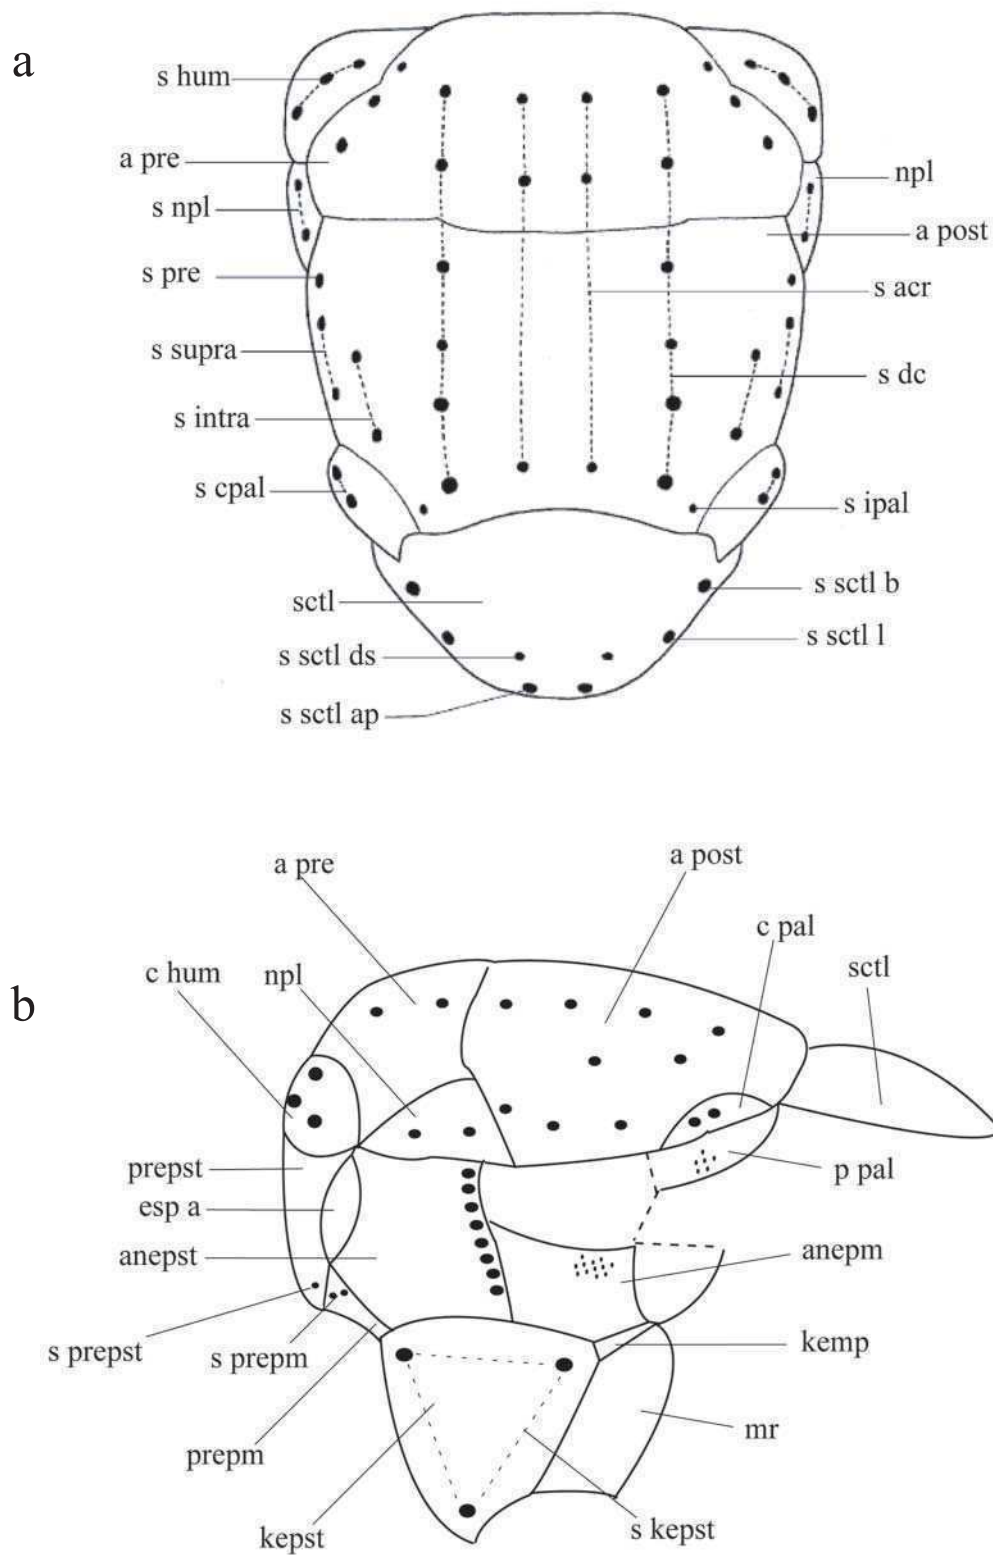 a
s hum
a pre
npl
s npl
a post
s pre
s acr
s supra
s dc
s intra
s cpal
s ipal
sctl
s sctl b
s sctl l
s sctl ds
s sctl ap
b
a pre
a post
c pal
c hum
npl
sctl
prepst
p pal
esp a
anepst
anepm
s prepst
s prepm
kemp
prepm
mr
kepst
s kepst